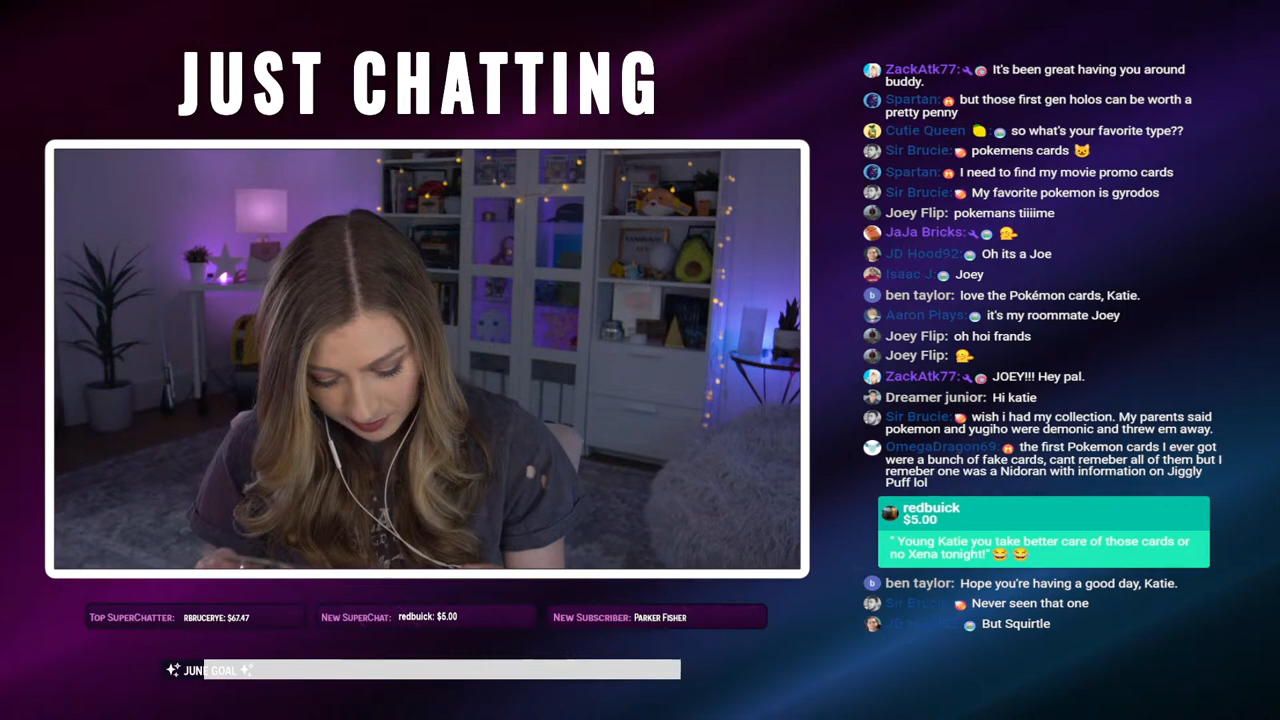 JUST CHATTING
ZackAtk77: It's been great having you around
buddy.
Spartan: but those first gen holos can be worth a
pretty penny
Cutie Queen 🍋: so what's your favorite type??
Sir Brucie: pokemens cards 😺
Spartan: I need to find my movie promo cards
Sir Brucie: My favorite pokemon is gyrodos
Joey Flip: pokemans tiiiime
JaJa Bricks:
JD Hood92: Oh its a Joe
Isaac J: Joey
ben taylor: love the Pokémon cards, Katie.
Aaron Plays: it's my roommate Joey
Joey Flip: oh hoi frands
Joey Flip:
ZackAtk77: JOEY!!! Hey pal.
Dreamer junior: Hi katie
Sir Brucie: wish i had my collection. My parents said
pokemon and yugiho were demonic and threw em away.
OmegaDragon69: the first Pokemon cards I ever got
were a bunch of fake cards, cant remeber all of them but I
remeber one was a Nidoran with information on Jiggly
Puff lol
redbuick
$5.00
" Young Katie you take better care of those cards or
no Xena tonight!"😂 😂
ben taylor: Hope you're having a good day, Katie.
Sir Brucie: Never seen that one
But Squirtle
Top SuperChatter: RBRUCERYE: $67.47
New SuperChat: redbuick: $5.00
New Subscriber: Parker Fisher
JUNE GOAL